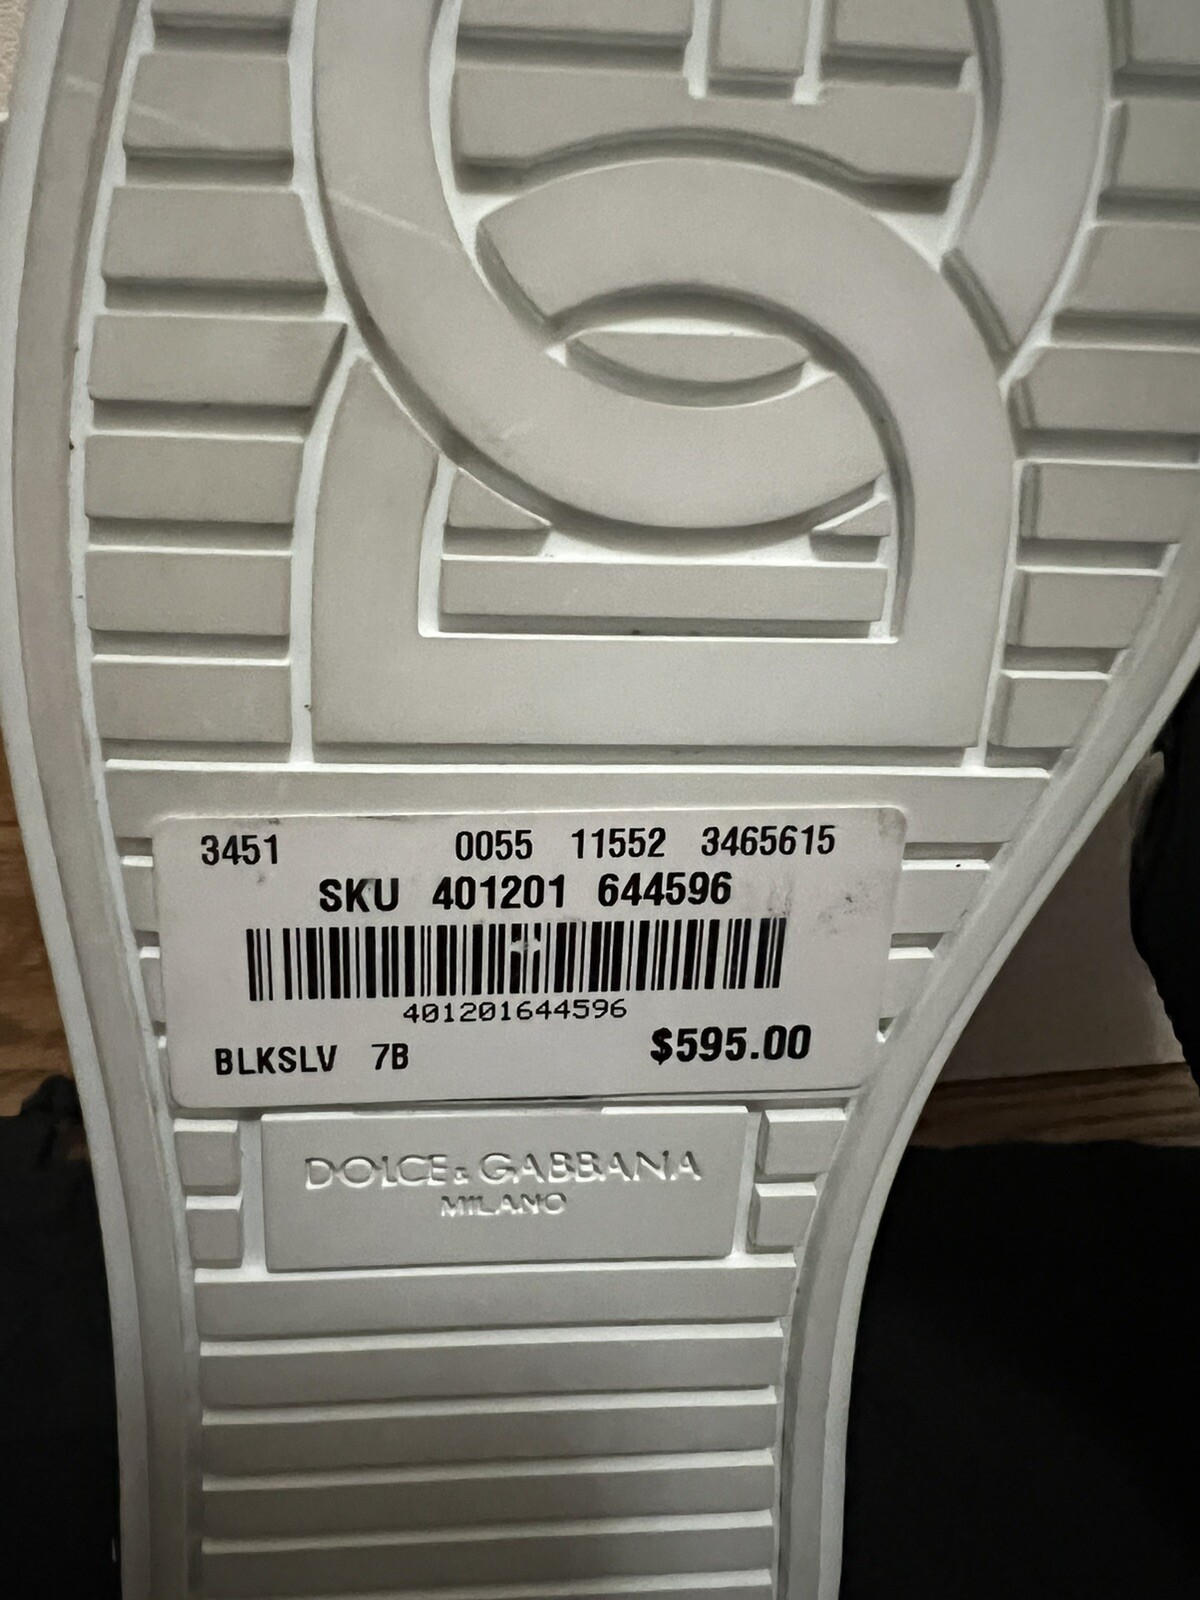 3451 0055 11552 3465615
SKU 401201 644596
401201644596
BLKSLV 7B $595.00
DOLCE & GABBANA
MILANO